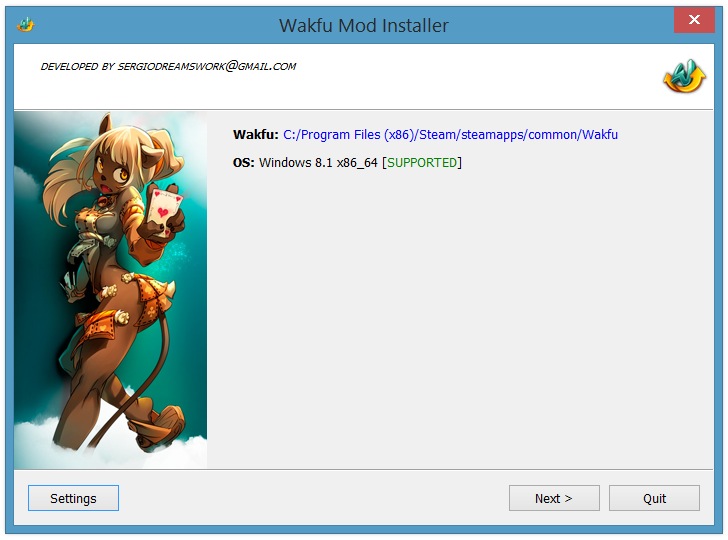 Wakfu Mod Installer
DEVELOPED BY SERGIODREAMSWORK@GMAIL.COM
Wakfu: C:/Program Files (x86)/Steam/steamapps/common/Wakfu
OS: Windows 8.1 x86_64 [SUPPORTED]
Settings
Next >
Quit